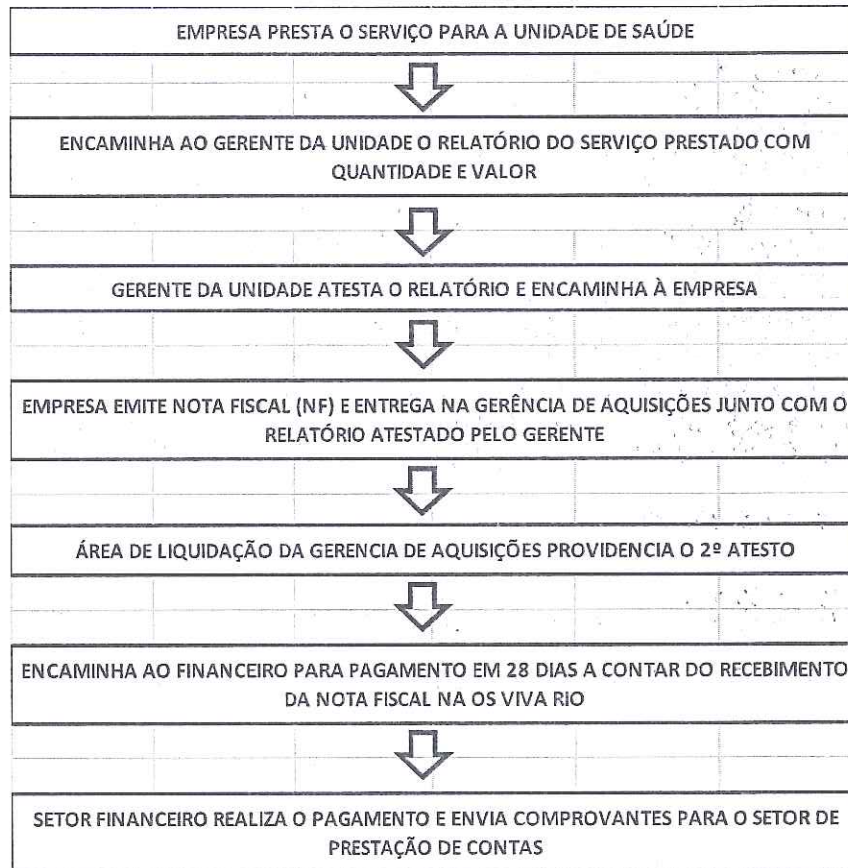 EMPRESA PRESTA O SERVIÇO PARA A UNIDADE DE SAÚDE
ENCAMINHA AO GERENTE DA UNIDADE O RELATÓRIO DO SERVIÇO PRESTADO COM
QUANTIDADE E VALOR
GERENTE DA UNIDADE ATESTA O RELATÓRIO E ENCAMINHA À EMPRESA
EMPRESA EMITE NOTA FISCAL (NF) E ENTREGA NA GERÊNCIA DE AQUISIÇÕES JUNTO COM O
RELATÓRIO ATESTADO PELO GERENTE
ÁREA DE LIQUIDAÇÃO DA GERENCIA DE AQUISIÇÕES PROVIDENCIA O 2º ATESTO
ENCAMINHA AO FINANCEIRO PARA PAGAMENTO EM 28 DIAS A CONTAR DO RECEBIMENTO
DA NOTA FISCAL NA OS VIVA RIO
SETOR FINANCEIRO REALIZA O PAGAMENTO E ENVIA COMPROVANTES PARA O SETOR DE
PRESTAÇÃO DE CONTAS